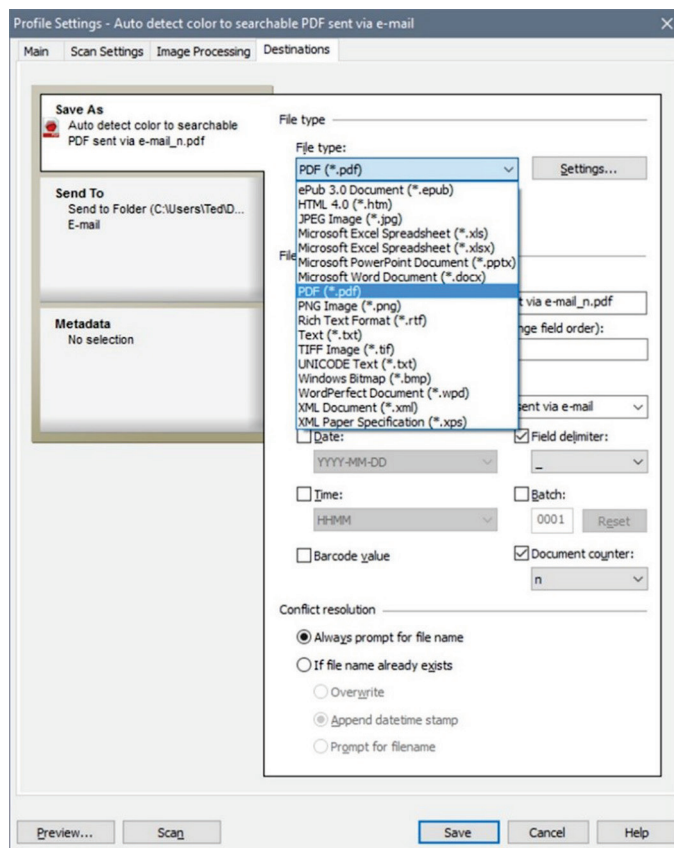 Profile Settings - Auto detect color to searchable PDF sent via e-mail
Main
Scan Settings
Image Processing
Destinations
Save As
Auto detect color to searchable
PDF sent via e-mail_n.pdf
Send To
Send to Folder (C:\Users\Ted\D...
E-mail
Metadata
No selection
File type
File type:
PDF (*.pdf)
Settings...
ePub 3.0 Document (*.epub)
HTML 4.0 (*.htm)
JPEG Image (*.jpg)
Microsoft Excel Spreadsheet (*.xls)
Microsoft Excel Spreadsheet (*.xlsx)
Microsoft PowerPoint Document (*.pptx)
Microsoft Word Document (*.docx)
PDF (*.pdf)
PNG Image (*.png)
Rich Text Format (*.rtf)
Text (*.txt)
TIFF Image (*.tif)
UNICODE Text (*.txt)
Windows Bitmap (*.bmp)
WordPerfect Document (*.wpd)
XML Document (*.xml)
XML Paper Specification (*.xps)
via e-mail_n.pdf
field order):
sent via e-mail
Date:
Field delimiter:
YYYY-MM-DD
_
Time:
Batch:
HHMM
0001
Reset
Barcode value
Document counter:
n
Conflict resolution
Always prompt for file name
If file name already exists
Overwrite
Append datetime stamp
Prompt for filename
Preview...
Scan
Save
Cancel
Help